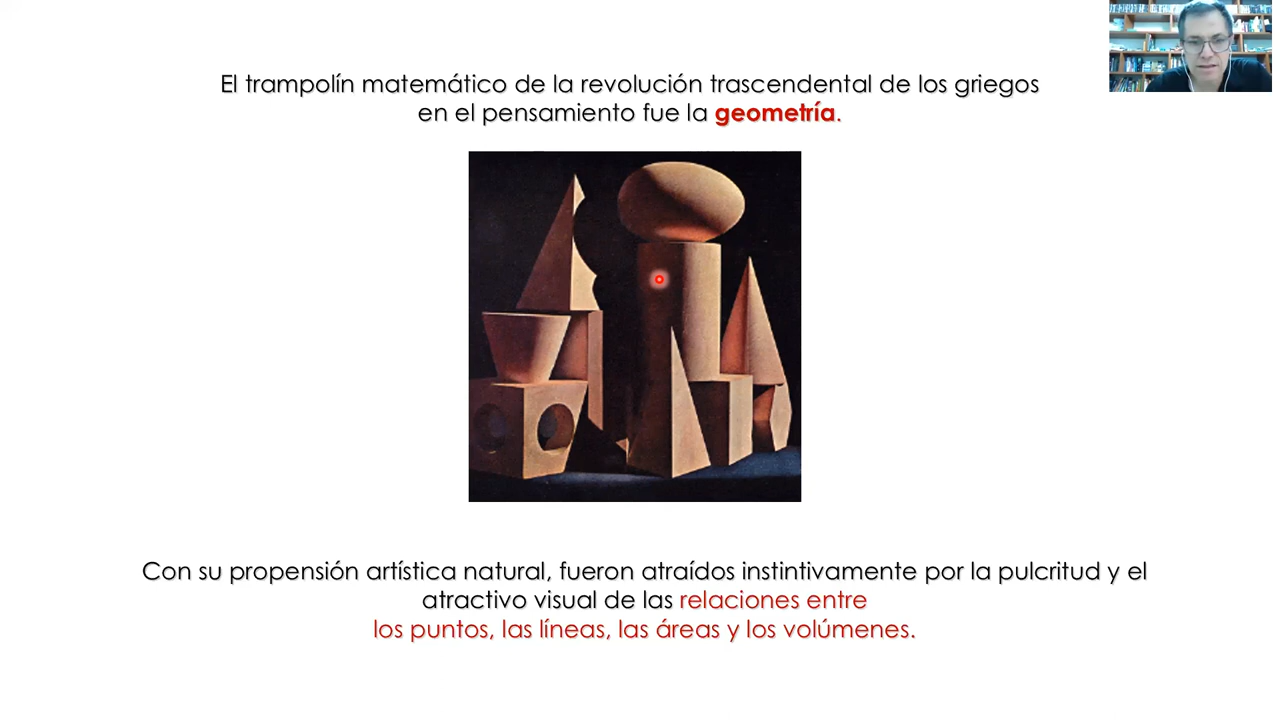 El trampolín matemático de la revolución trascendental de los griegos
en el pensamiento fue la geometría.
Con su propensión artística natural, fueron atraídos instintivamente por la pulcritud y el
atractivo visual de las relaciones entre
los puntos, las líneas, las áreas y los volúmenes.